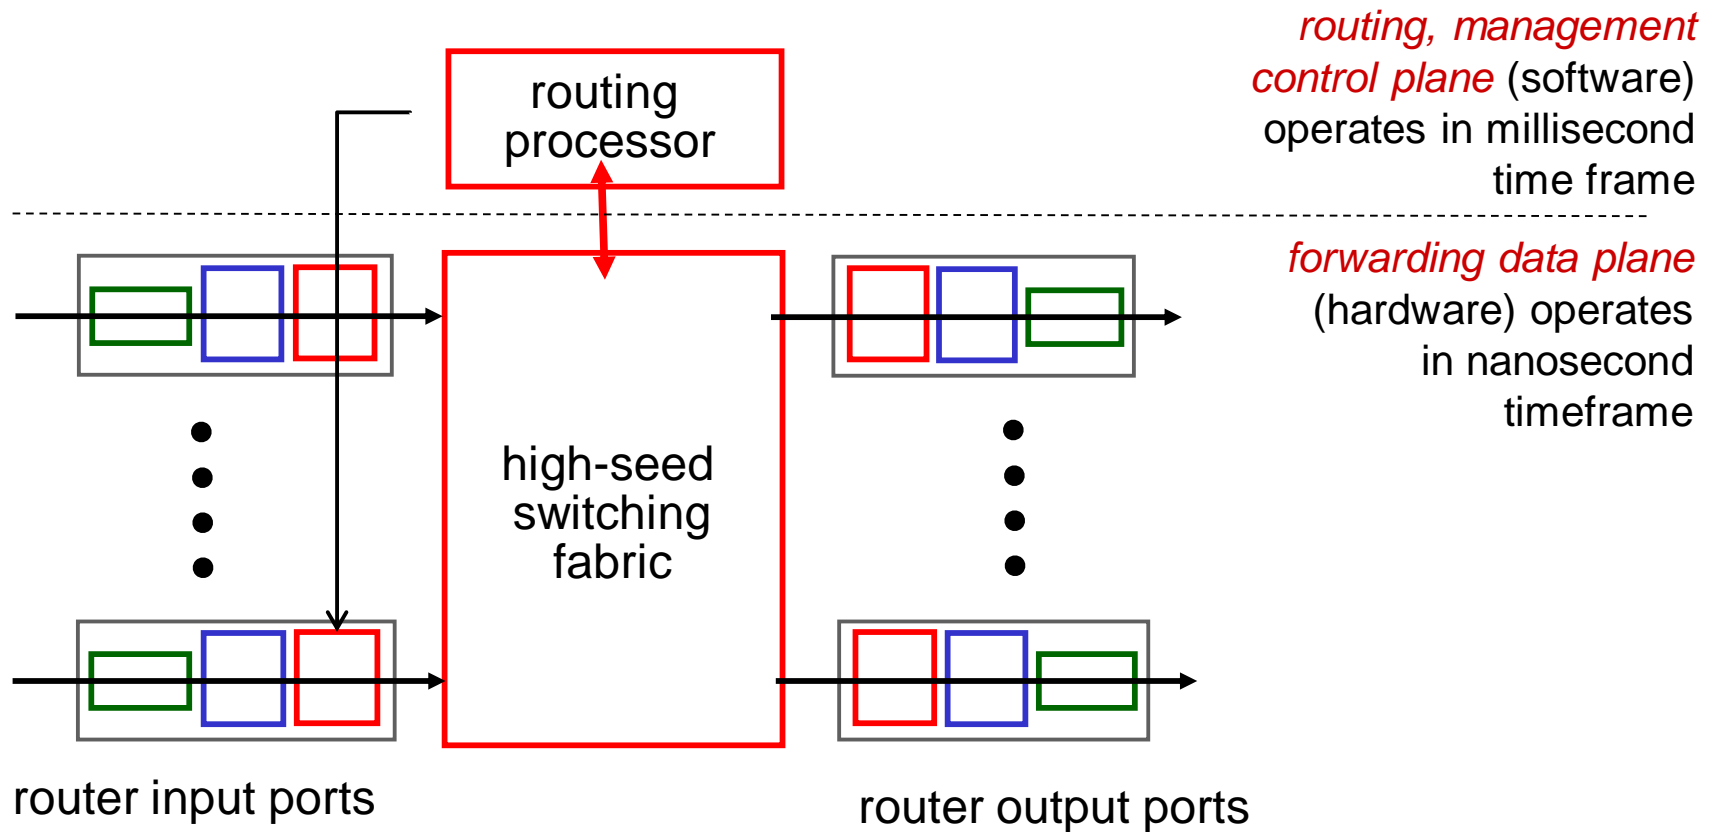 routing, management
control plane (software)
operates in millisecond
time frame
routing
processor
forwarding data plane
(hardware) operates
in nanosecond
timeframe
high-seed
switching
fabric
router input ports
router output ports